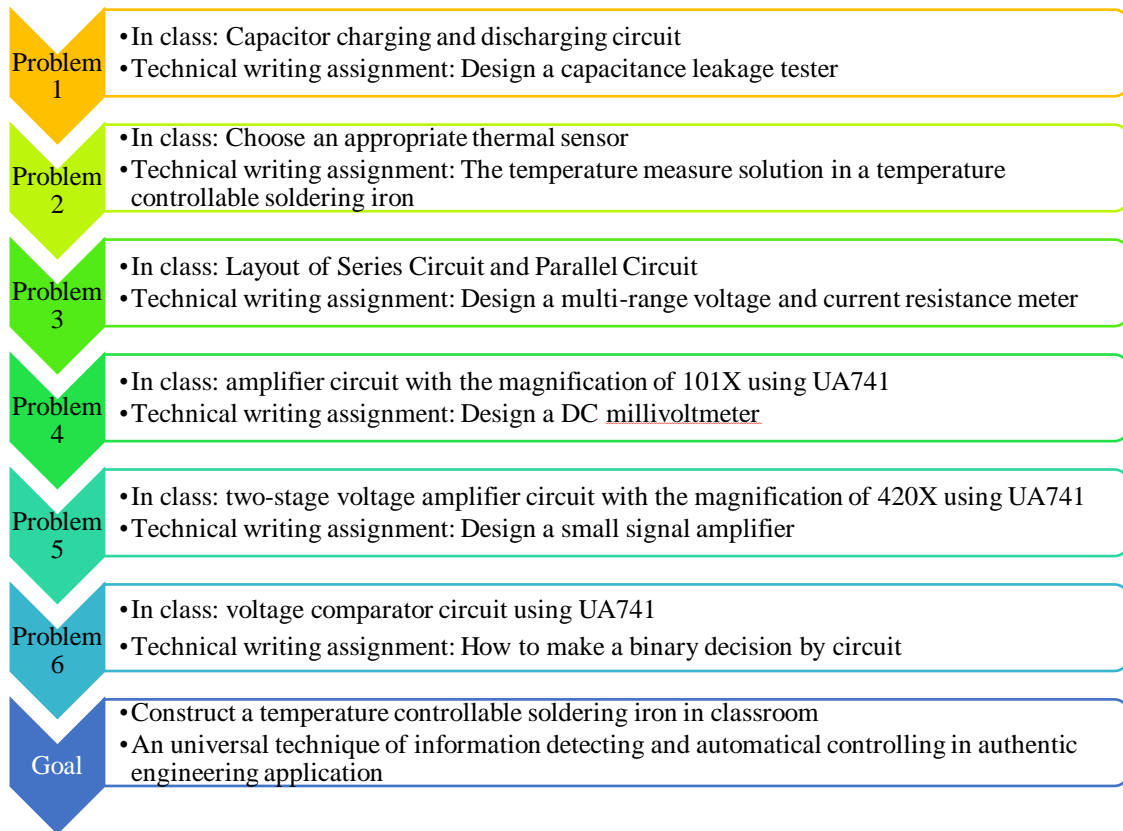 Problem
1
•In class: Capacitor charging and discharging circuit
•Technical writing assignment: Design a capacitance leakage tester
Problem
2
•In class: Choose an appropriate thermal sensor
•Technical writing assignment: The temperature measure solution in a temperature
controllable soldering iron
Problem
3
•In class: Layout of Series Circuit and Parallel Circuit
•Technical writing assignment: Design a multi-range voltage and current resistance meter
Problem
4
•In class: amplifier circuit with the magnification of 101X using UA741
•Technical writing assignment: Design a DC millivoltmeter
Problem
5
•In class: two-stage voltage amplifier circuit with the magnification of 420X using UA741
•Technical writing assignment: Design a small signal amplifier
Problem
6
•In class: voltage comparator circuit using UA741
•Technical writing assignment: How to make a binary decision by circuit
Goal
•Construct a temperature controllable soldering iron in classroom
•An universal technique of information detecting and automatical controlling in authentic
engineering application